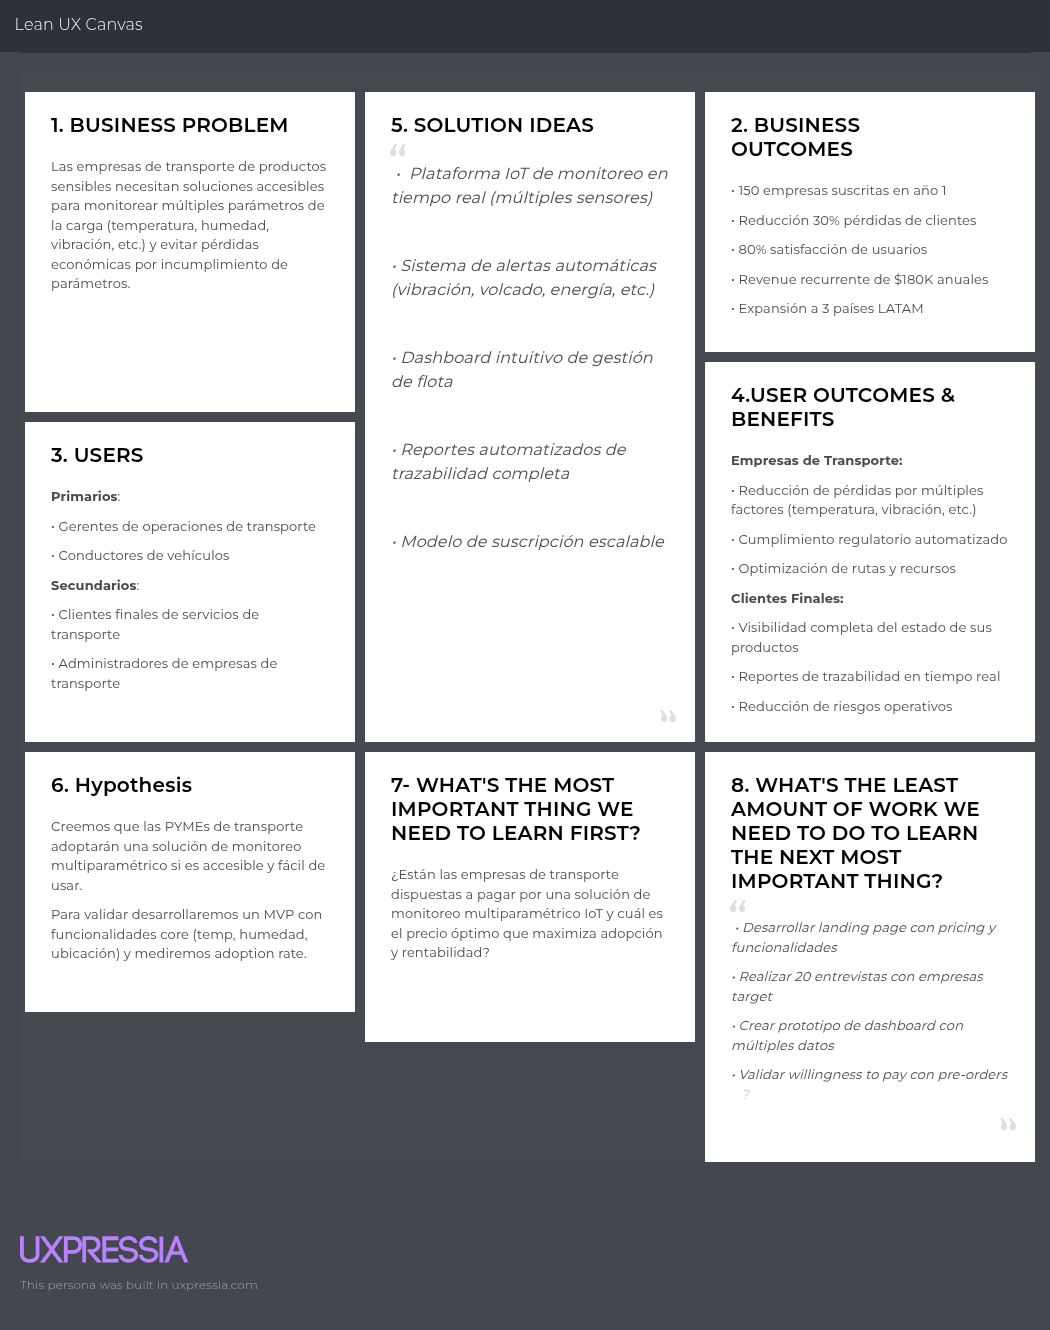 Lean UX Canvas
1. BUSINESS PROBLEM
Las empresas de transporte de productos
sensibles necesitan soluciones accesibles
para monitorear múltiples parámetros de
la carga (temperatura, humedad,
vibración, etc.) y evitar pérdidas
económicas por incumplimiento de
parámetros.
3. USERS
Primarios:
• Gerentes de operaciones de transporte
• Conductores de vehículos
Secundarios:
• Clientes finales de servicios de
transporte
• Administradores de empresas de
transporte
5. SOLUTION IDEAS
“
• Plataforma IoT de monitoreo en
tiempo real (múltiples sensores)
• Sistema de alertas automáticas
(vibración, volcado, energía, etc.)
• Dashboard intuitivo de gestión
de flota
• Reportes automatizados de
trazabilidad completa
• Modelo de suscripción escalable
”
2. BUSINESS
OUTCOMES
• 150 empresas suscritas en año 1
• Reducción 30% pérdidas de clientes
• 80% satisfacción de usuarios
• Revenue recurrente de $180K anuales
• Expansión a 3 países LATAM
4.USER OUTCOMES &
BENEFITS
Empresas de Transporte:
• Reducción de pérdidas por múltiples
factores (temperatura, vibración, etc.)
• Cumplimiento regulatorio automatizado
• Optimización de rutas y recursos
Clientes Finales:
• Visibilidad completa del estado de sus
productos
• Reportes de trazabilidad en tiempo real
• Reducción de riesgos operativos
6. Hypothesis
Creemos que las PYMEs de transporte
adoptarán una solución de monitoreo
multiparamétrico si es accesible y fácil de
usar.
Para validar desarrollaremos un MVP con
funcionalidades core (temp, humedad,
ubicación) y mediremos adoption rate.
7- WHAT'S THE MOST
IMPORTANT THING WE
NEED TO LEARN FIRST?
¿Están las empresas de transporte
dispuestas a pagar por una solución de
monitoreo multiparamétrico IoT y cuál es
el precio óptimo que maximiza adopción
y rentabilidad?
8. WHAT'S THE LEAST
AMOUNT OF WORK WE
NEED TO DO TO LEARN
THE NEXT MOST
IMPORTANT THING?
“
• Desarrollar landing page con pricing y
funcionalidades
• Realizar 20 entrevistas con empresas
target
• Crear prototipo de dashboard con
múltiples datos
• Validar willingness to pay con pre-orders
?
”
UXPRESSIA
This persona was built in uxpressia.com